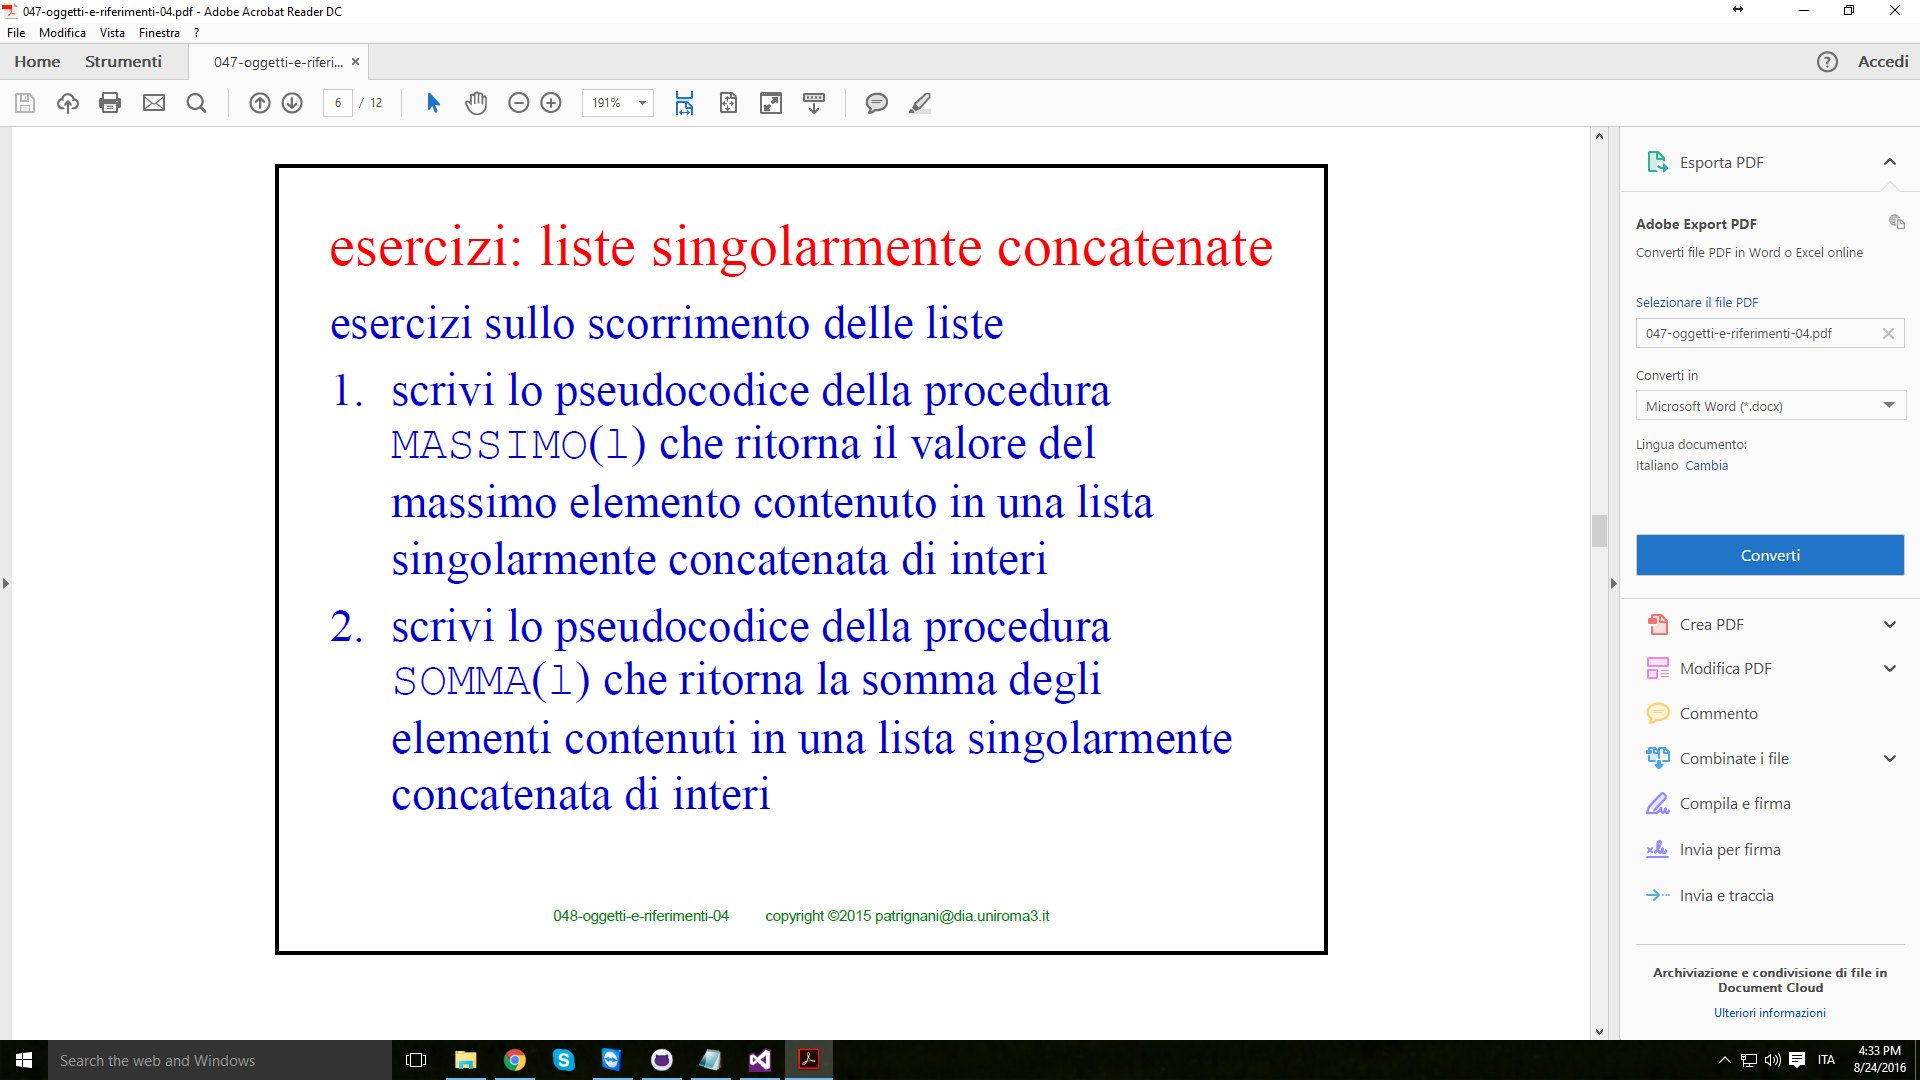 047-oggetti-e-riferimenti-04.pdf - Adobe Acrobat Reader DC
File Modifica Vista Finestra ?
Home Strumenti 047-oggetti-e-riferi... × ? Accedi
6 / 12 191%
esercizi: liste singolarmente concatenate
esercizi sullo scorrimento delle liste
1. scrivi lo pseudocodice della procedura
MASSIMO(l) che ritorna il valore del
massimo elemento contenuto in una lista
singolarmente concatenata di interi
2. scrivi lo pseudocodice della procedura
SOMMA(l) che ritorna la somma degli
elementi contenuti in una lista singolarmente
concatenata di interi
048-oggetti-e-riferimenti-04 copyright ©2015 patrignani@dia.uniroma3.it
Esporta PDF
Adobe Export PDF
Converti file PDF in Word o Excel online
Selezionare il file PDF
047-oggetti-e-riferimenti-04.pdf
Converti in
Microsoft Word (*.docx)
Lingua documento:
Italiano Cambia
Converti
Crea PDF
Modifica PDF
Commento
Combinate i file
Compila e firma
Invia per firma
Invia e traccia
Archiviazione e condivisione di file in
Document Cloud
Ulteriori informazioni
Search the web and Windows
ITA
4:33 PM
8/24/2016